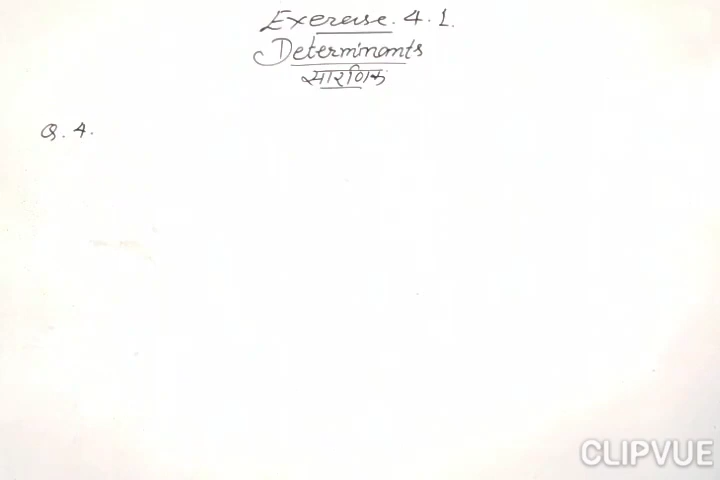 Exercise. 4.1.
Determinants
सारणिक
Q. 4.
CLIPVUE